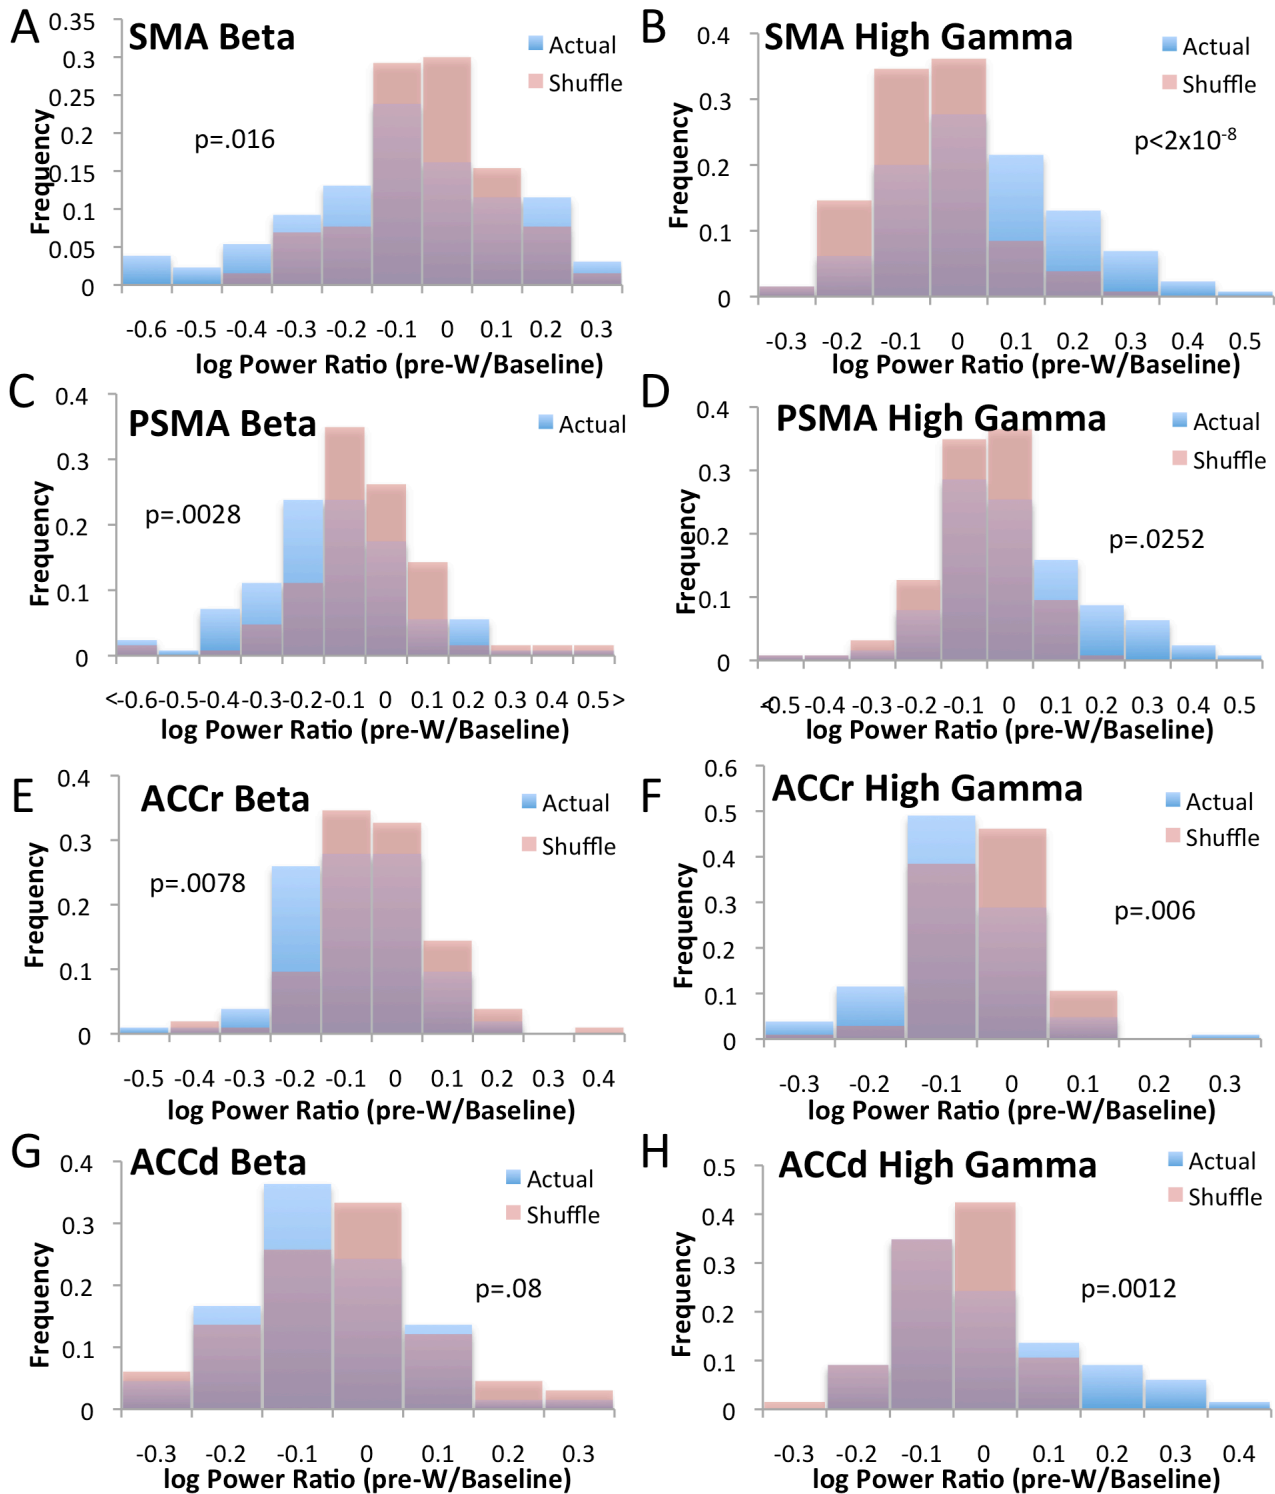 A
SMA Beta
Actual
Shuffle
p=.016
Frequency
0.35
0.3
0.25
0.2
0.15
0.1
0.05
0
-0.6 -0.5 -0.4 -0.3 -0.2 -0.1 0 0.1 0.2 0.3
log Power Ratio (pre-W/Baseline)
B
SMA High Gamma
Actual
Shuffle
p<2x10-8
Frequency
0.4
0.3
0.2
0.1
0
-0.3 -0.2 -0.1 0 0.1 0.2 0.3 0.4 0.5
log Power Ratio (pre-W/Baseline)
C
PSMA Beta
Actual
p=.0028
Frequency
0.4
0.3
0.2
0.1
0
<-0.6-0.5-0.4-0.3-0.2-0.1 0 0.1 0.2 0.3 0.4 0.5>
log Power Ratio (pre-W/Baseline)
D
PSMA High Gamma
Actual
Shuffle
p=.0252
Frequency
0.4
0.3
0.2
0.1
0
<0.5 -0.4 -0.3 -0.2 -0.1 0 0.1 0.2 0.3 0.4 0.5
log Power Ratio (pre-W/Baseline)
E
ACCr Beta
Actual
Shuffle
p=.0078
Frequency
0.4
0.3
0.2
0.1
0
-0.5 -0.4 -0.3 -0.2 -0.1 0 0.1 0.2 0.3 0.4
log Power Ratio (pre-W/Baseline)
F
ACCr High Gamma
Actual
Shuffle
p=.006
Frequency
0.6
0.5
0.4
0.3
0.2
0.1
0
-0.3 -0.2 -0.1 0 0.1 0.2 0.3
log Power Ratio (pre-W/Baseline)
G
ACCd Beta
Actual
Shuffle
p=.08
Frequency
0.4
0.3
0.2
0.1
0
-0.3 -0.2 -0.1 0 0.1 0.2 0.3
log Power Ratio (pre-W/Baseline)
H
ACCd High Gamma
Actual
Shuffle
p=.0012
Frequency
0.5
0.4
0.3
0.2
0.1
0
-0.3 -0.2 -0.1 0 0.1 0.2 0.3 0.4
log Power Ratio (pre-W/Baseline)